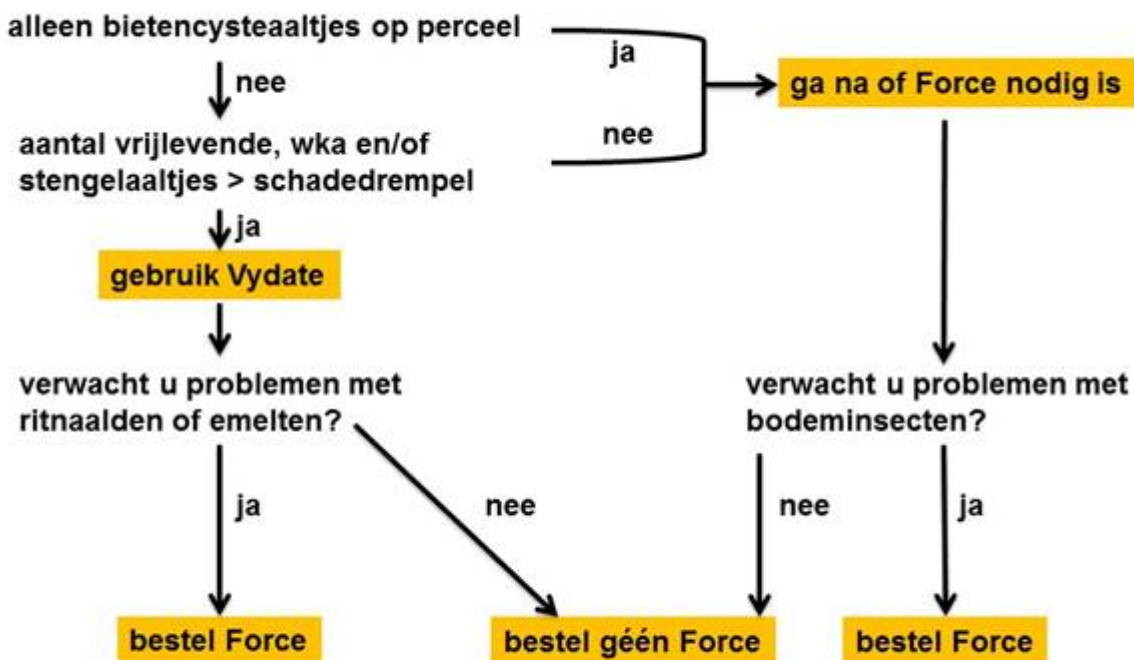 alleen bietencysteaaltjes op perceel
ja
nee
ga na of Force nodig is
aantal vrijlevende, wka en/of
stengelaaltjes > schadedrempel
nee
ja
gebruik Vydate
verwacht u problemen met
ritnaalden of emelten?
verwacht u problemen met
bodeminsecten?
ja
nee
nee
ja
bestel Force
bestel géén Force
bestel Force